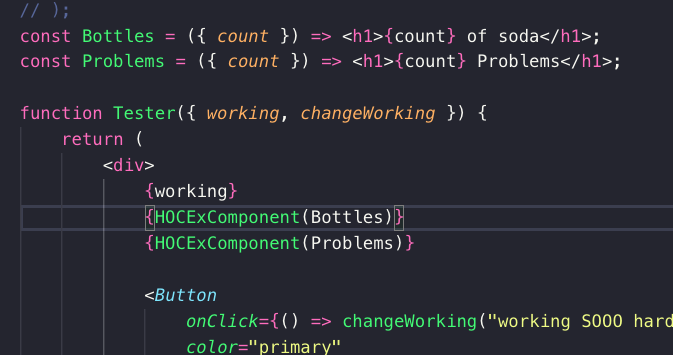 // );
const Bottles = ({ count }) => <h1>{count} of soda</h1>;
const Problems = ({ count }) => <h1>{count} Problems</h1>;
function Tester({ working, changeWorking }) {
return (
<div>
{working}
{HOCExComponent(Bottles)}
{HOCExComponent(Problems)}
<Button
onClick={() => changeWorking("working SOOO hard
color="primary"